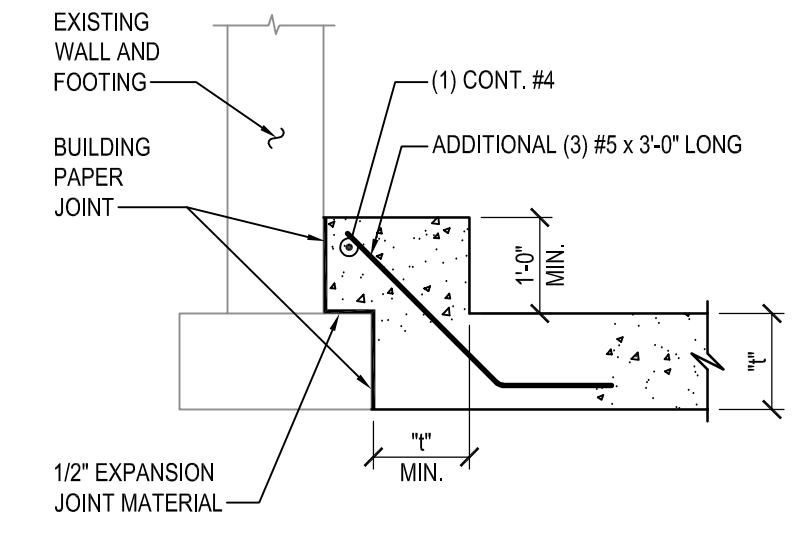 EXISTING
WALL AND
FOOTING
(1) CONT. #4
BUILDING
PAPER
JOINT
ADDITIONAL (3) #5 x 3'-0" LONG
1'-0"
MIN.
"t"
"t"
MIN.
1/2" EXPANSION
JOINT MATERIAL